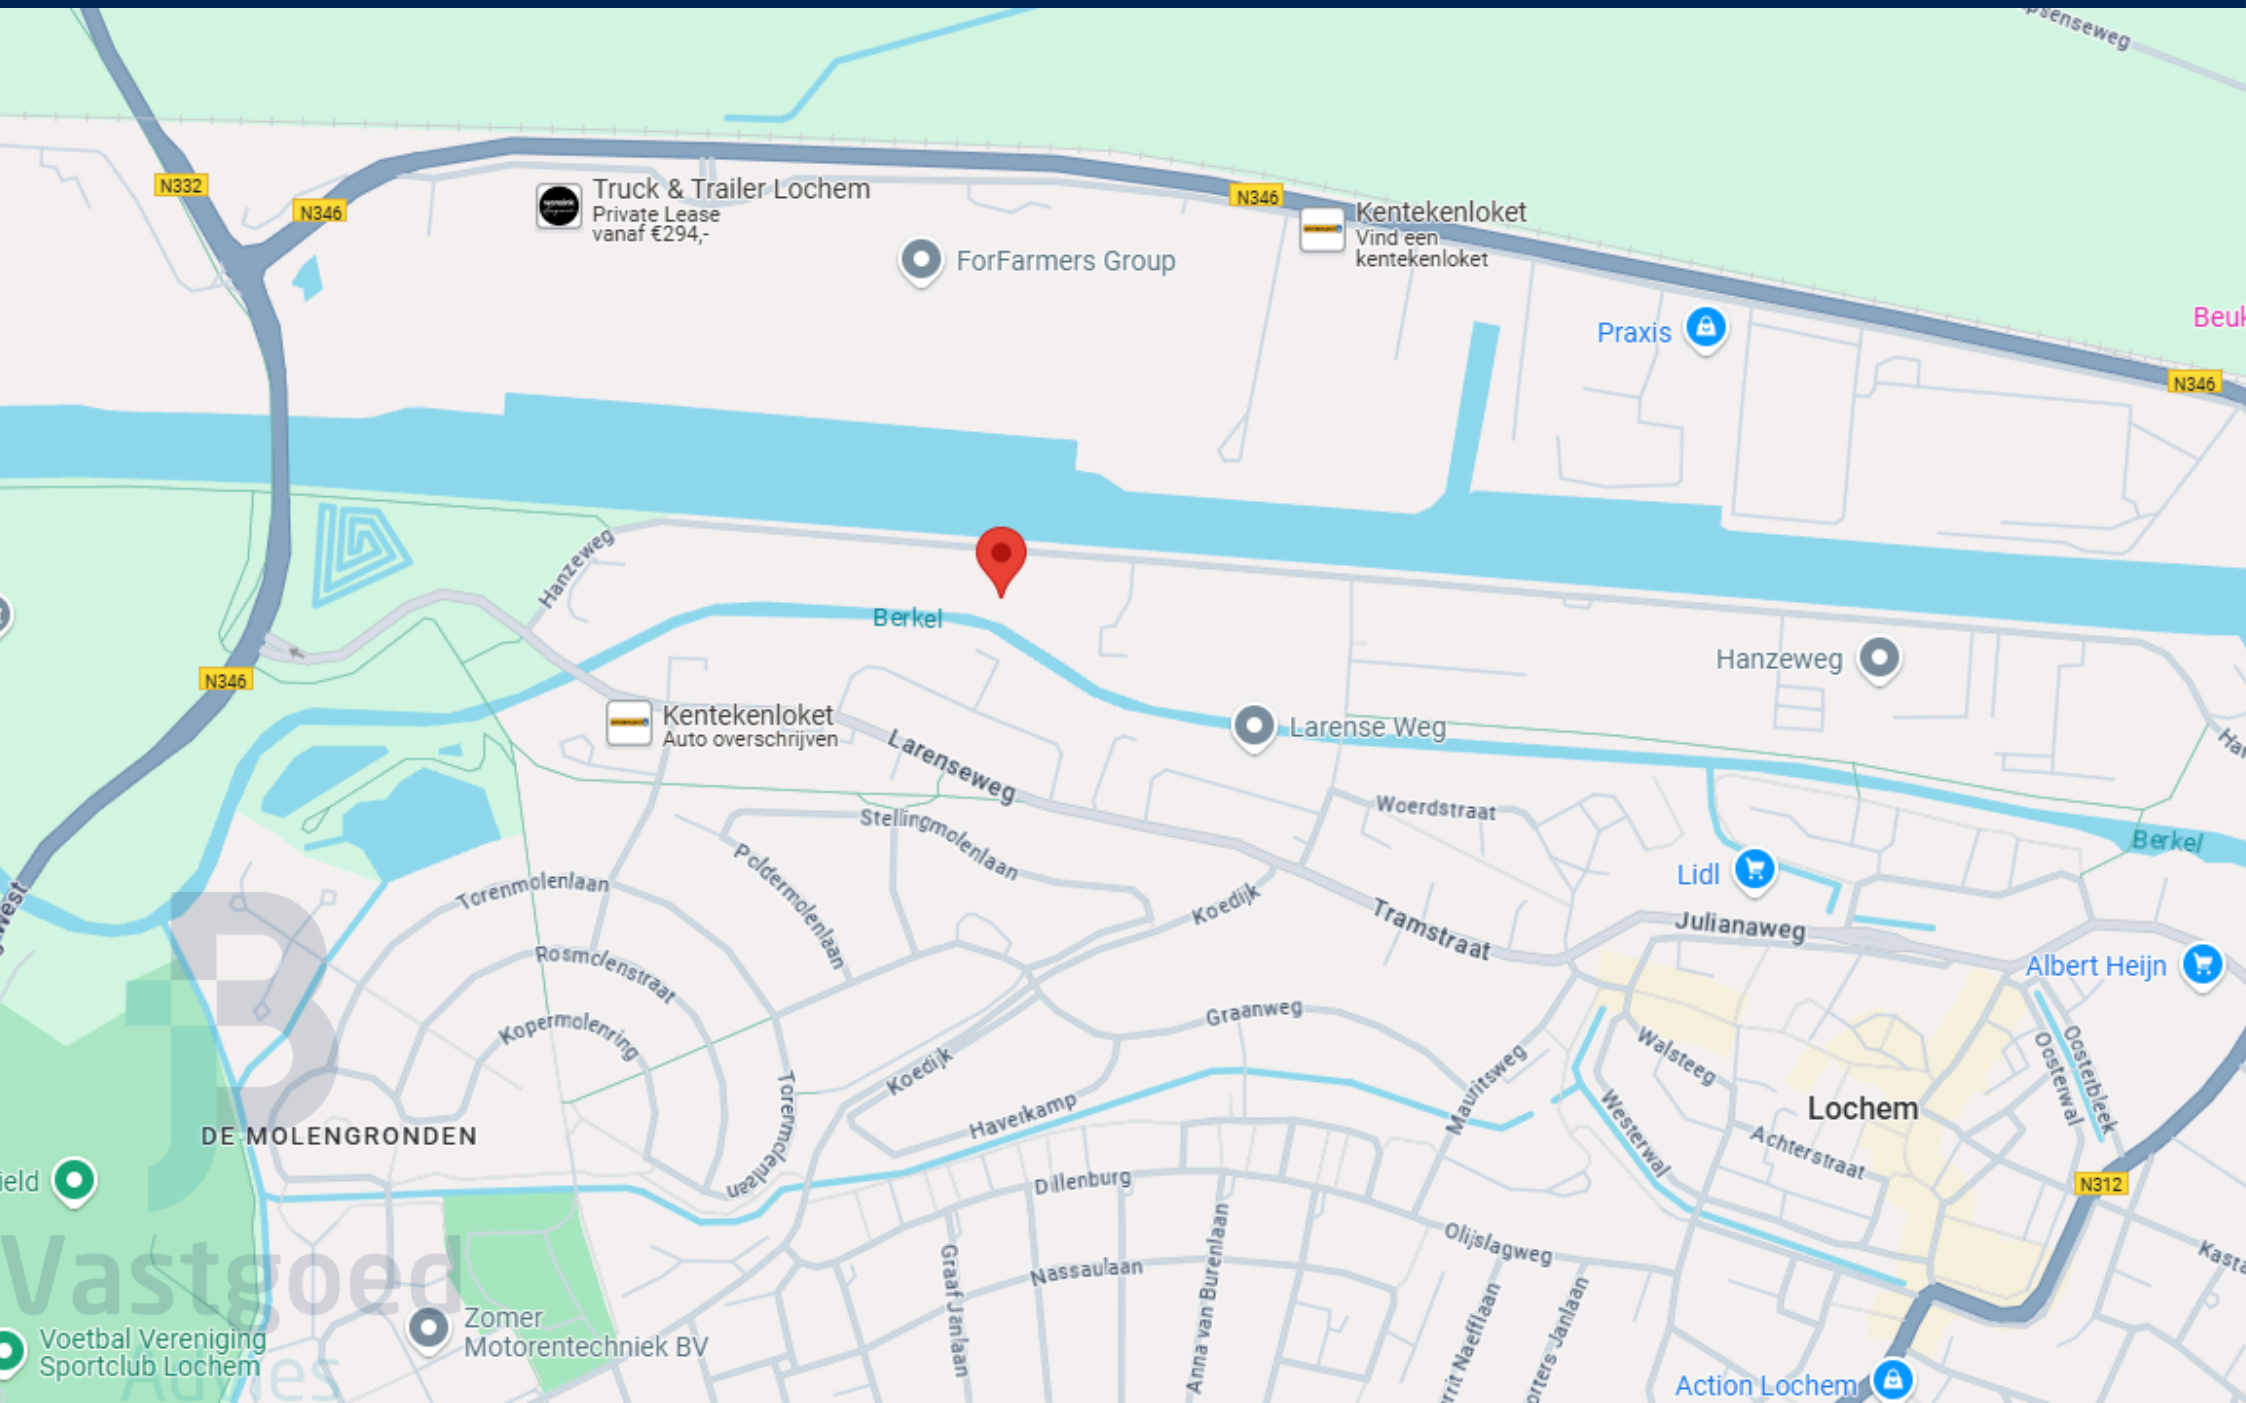 N332
N346
Truck & Trailer Lochem
Private Lease
vanaf €294,-
N346
Kentekenloket
Vind een
kentekenloket
ForFarmers Group
Praxis
N346
Hanzeweg
Berkel
Hanzeweg
N346
Kentekenloket
Auto overschrijven
Larenseweg
Larense Weg
Woerdstraat
Stellingmolenlaan
Poldermolenlaan
Berkel
Lidl
Torenmolenlaan
Koedijk
Tramstraat
Julianaweg
Albert Heijn
Rosmolenstraat
Kopermolenring
Graanweg
Koedijk
Mauritsweg
Walsteeg
Oosterwal
Oosterbleek
Torenmolenlaan
Haverkamp
Westerwal
Lochem
Achterstraat
DE MOLENGRONDEN
Dillenburg
N312
Olijslagweg
Graaf Janlaan
Nassaulaan
Anna van Burenlaan
Vastgoed
Zomer
Motorentechniek BV
Voetbal Vereniging
Sportclub Lochem
Action Lochem